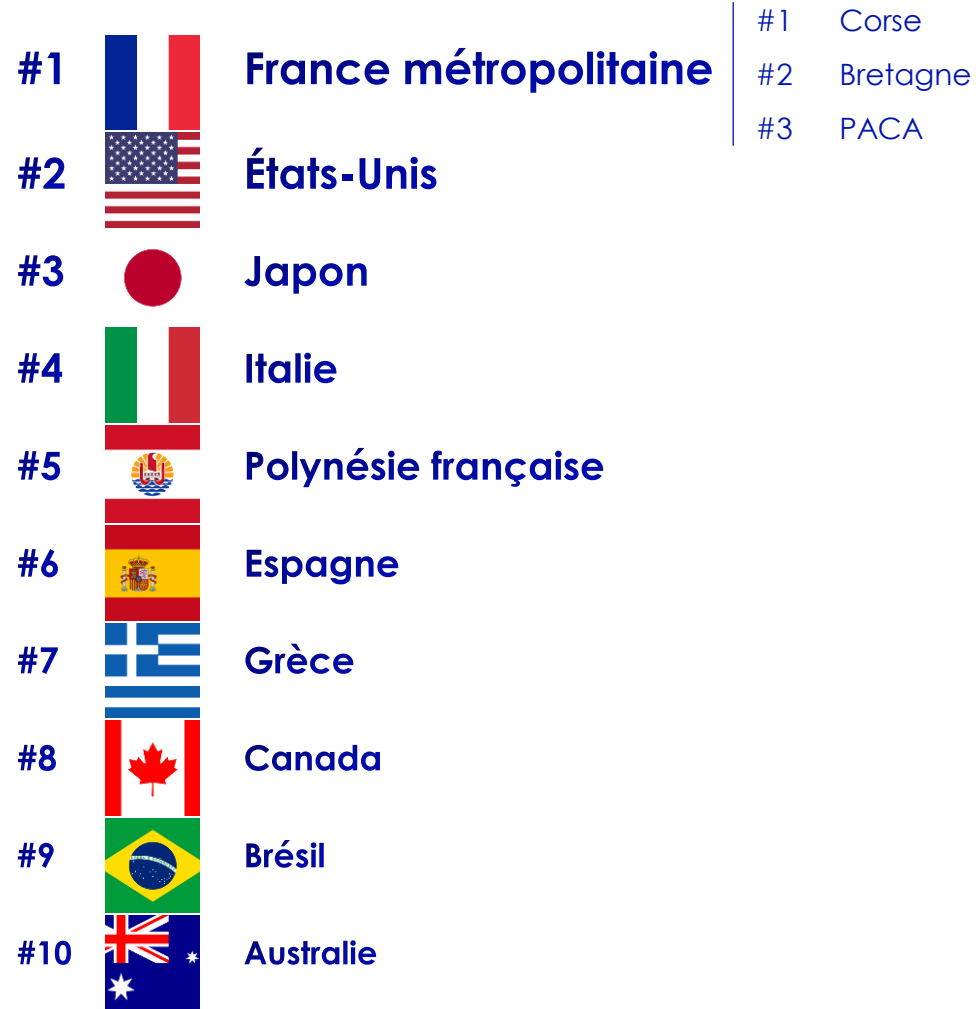 #1 France métropolitaine
#1 Corse
#2 Bretagne
#3 PACA
#2 États-Unis
#3 Japon
#4 Italie
#5 Polynésie française
#6 Espagne
#7 Grèce
#8 Canada
#9 Brésil
#10 Australie